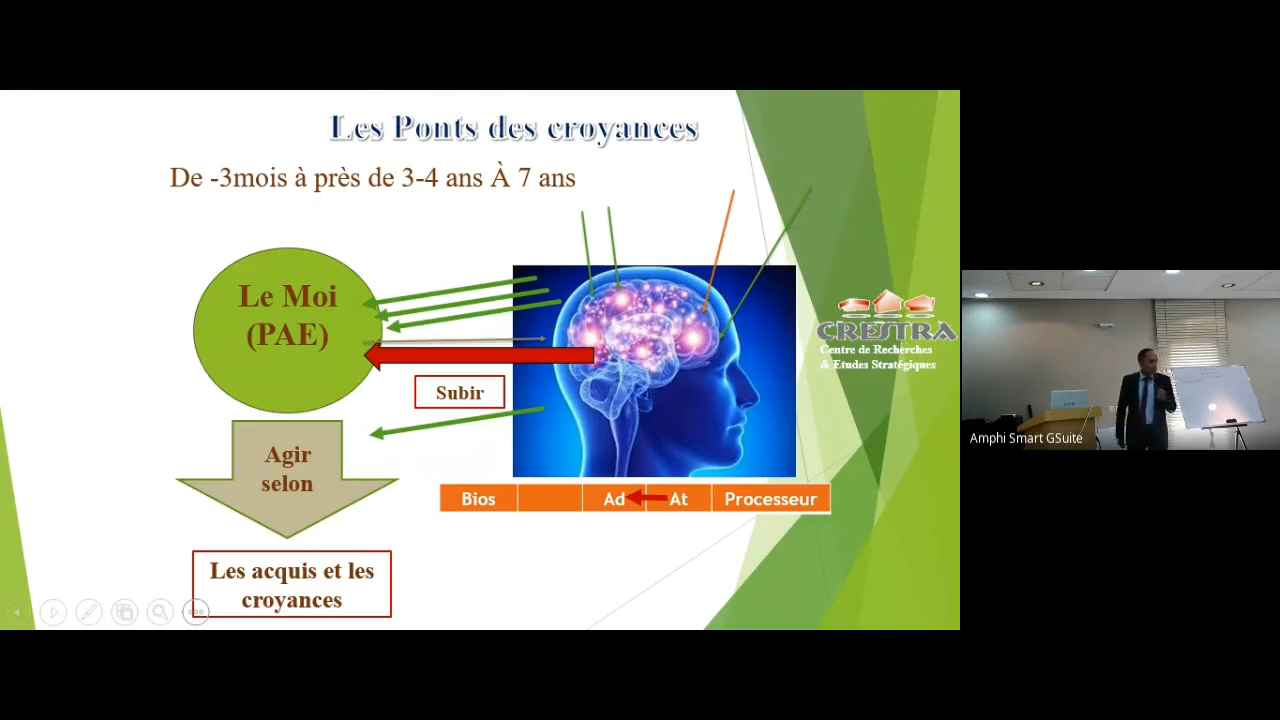 Les Ponts des croyances
De -3mois à près de 3-4 ans À 7 ans
Le Moi
(PAE)
Subir
Agir
selon
Les acquis et les
croyances
Bios Ad At Processeur
CRESTRA
Centre de Recherches
& Etudes Stratégiques
Amphi Smart GSuite